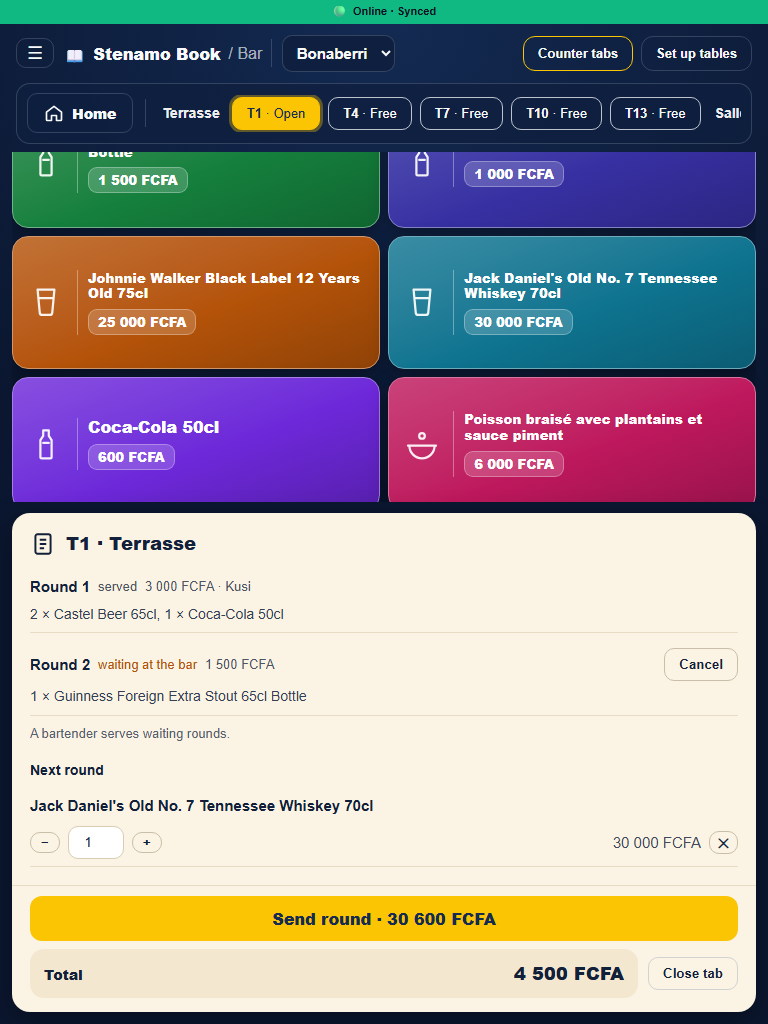 Online · Synced
☰
Stenamo Book / Bar
Bonaberri
Counter tabs
Set up tables
Home
Terrasse
T1 · Open
T4 · Free
T7 · Free
T10 · Free
T13 · Free
Bottle
1 500 FCFA
1 000 FCFA
Johnnie Walker Black Label 12 Years
Old 75cl
25 000 FCFA
Jack Daniel's Old No. 7 Tennessee
Whiskey 70cl
30 000 FCFA
Coca-Cola 50cl
600 FCFA
Poisson braisé avec plantains et
sauce piment
6 000 FCFA
T1 · Terrasse
Round 1 served 3 000 FCFA · Kusi
2 × Castel Beer 65cl, 1 × Coca-Cola 50cl
Round 2 waiting at the bar 1 500 FCFA
Cancel
1 × Guinness Foreign Extra Stout 65cl Bottle
A bartender serves waiting rounds.
Next round
Jack Daniel's Old No. 7 Tennessee Whiskey 70cl
− 1 + 30 000 FCFA ×
Send round · 30 600 FCFA
Total 4 500 FCFA
Close tab